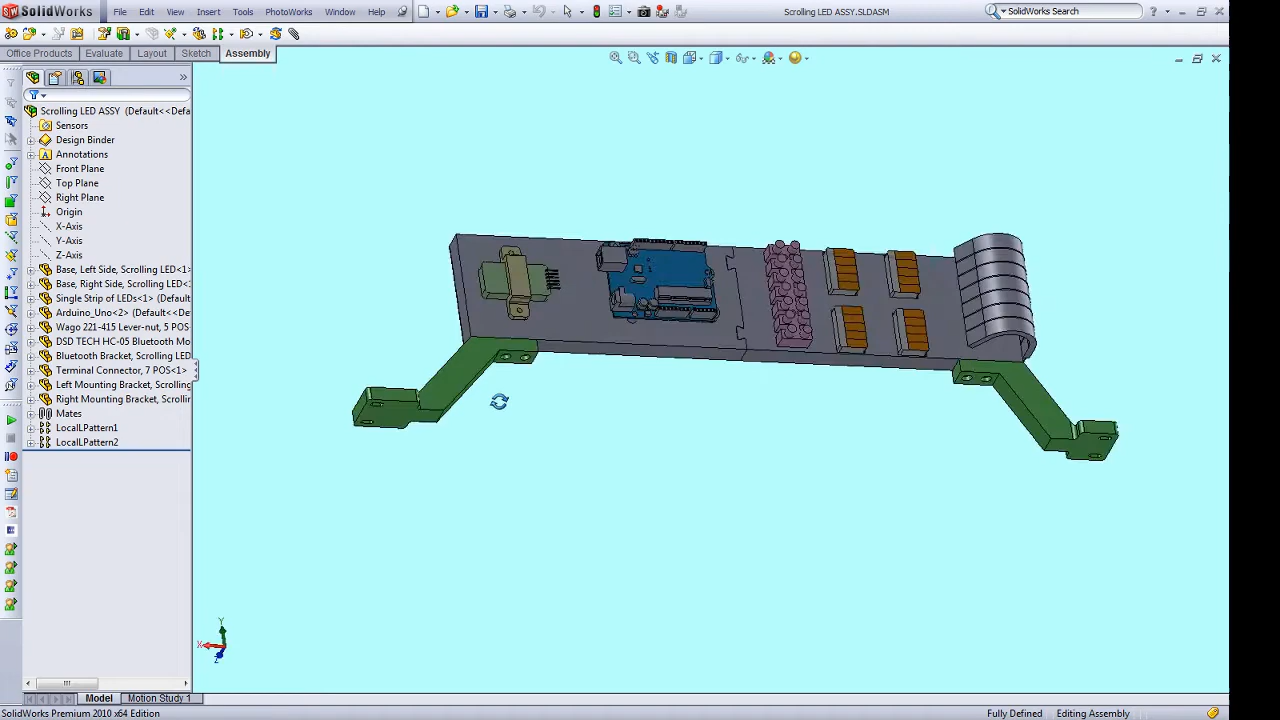 SolidWorks File Edit View Insert Tools PhotoWorks Window Help Scrolling LED ASSY.SLDASM SolidWorks Search ?
Office Products Evaluate Layout Sketch Assembly
Scrolling LED ASSY (Default<<Defa
Sensors
Design Binder
Annotations
Front Plane
Top Plane
Right Plane
Origin
X-Axis
Y-Axis
Z-Axis
Base, Left Side, Scrolling LED<1>
Base, Right Side, Scrolling LED<
Single Strip of LEDs<1> (Default
Arduino_Uno<2> (Default<<Def
Wago 221-415 Lever-nut, 5 POS
DSD TECH HC-05 Bluetooth Mo
Bluetooth Bracket, Scrolling LED
Terminal Connector, 7 POS<1>
Left Mounting Bracket, Scrolling
Right Mounting Bracket, Scrollin
Mates
LocalLPattern1
LocalLPattern2
Y
X
Z
Model Motion Study 1
SolidWorks Premium 2010 x64 Edition Fully Defined Editing Assembly